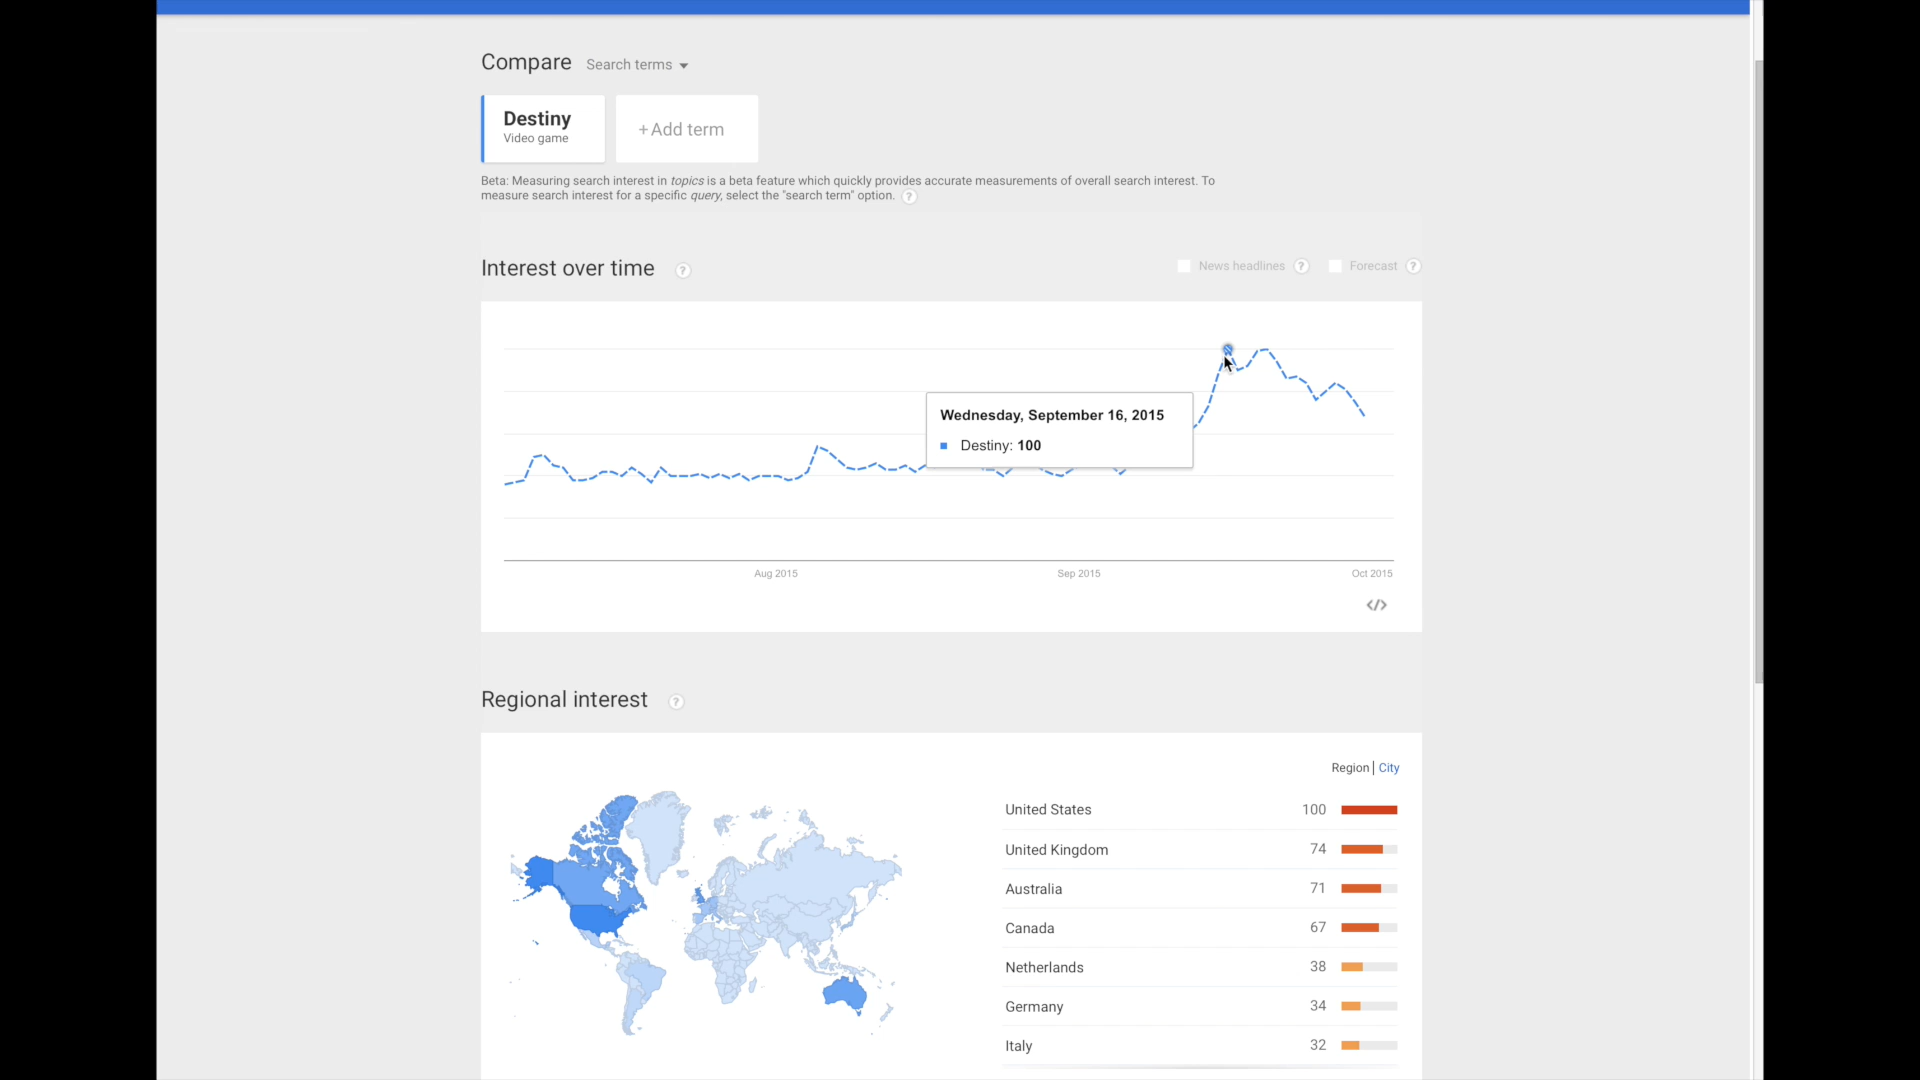 Compare Search terms
Destiny
Video game
+Add term
Beta: Measuring search interest in topics is a beta feature which quickly provides accurate measurements of overall search interest. To
measure search interest for a specific query, select the "search term" option. ?
Interest over time ?
News headlines ? Forecast ?
Wednesday, September 16, 2015
Destiny: 100
Aug 2015 Sep 2015 Oct 2015
</>
Regional interest ?
Region | City
United States 100
United Kingdom 74
Australia 71
Canada 67
Netherlands 38
Germany 34
Italy 32